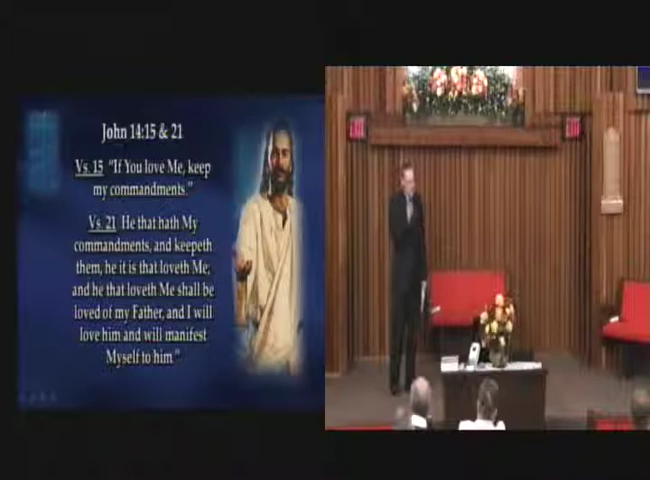 John 14:15 & 21
Vs. 15 "If You love Me, keep
my commandments."
Vs. 21 He that hath My
commandments, and keepeth
them, he it is that loveth Me;
and he that loveth Me shall be
loved of my Father, and I will
love him and will manifest
Myself to him."